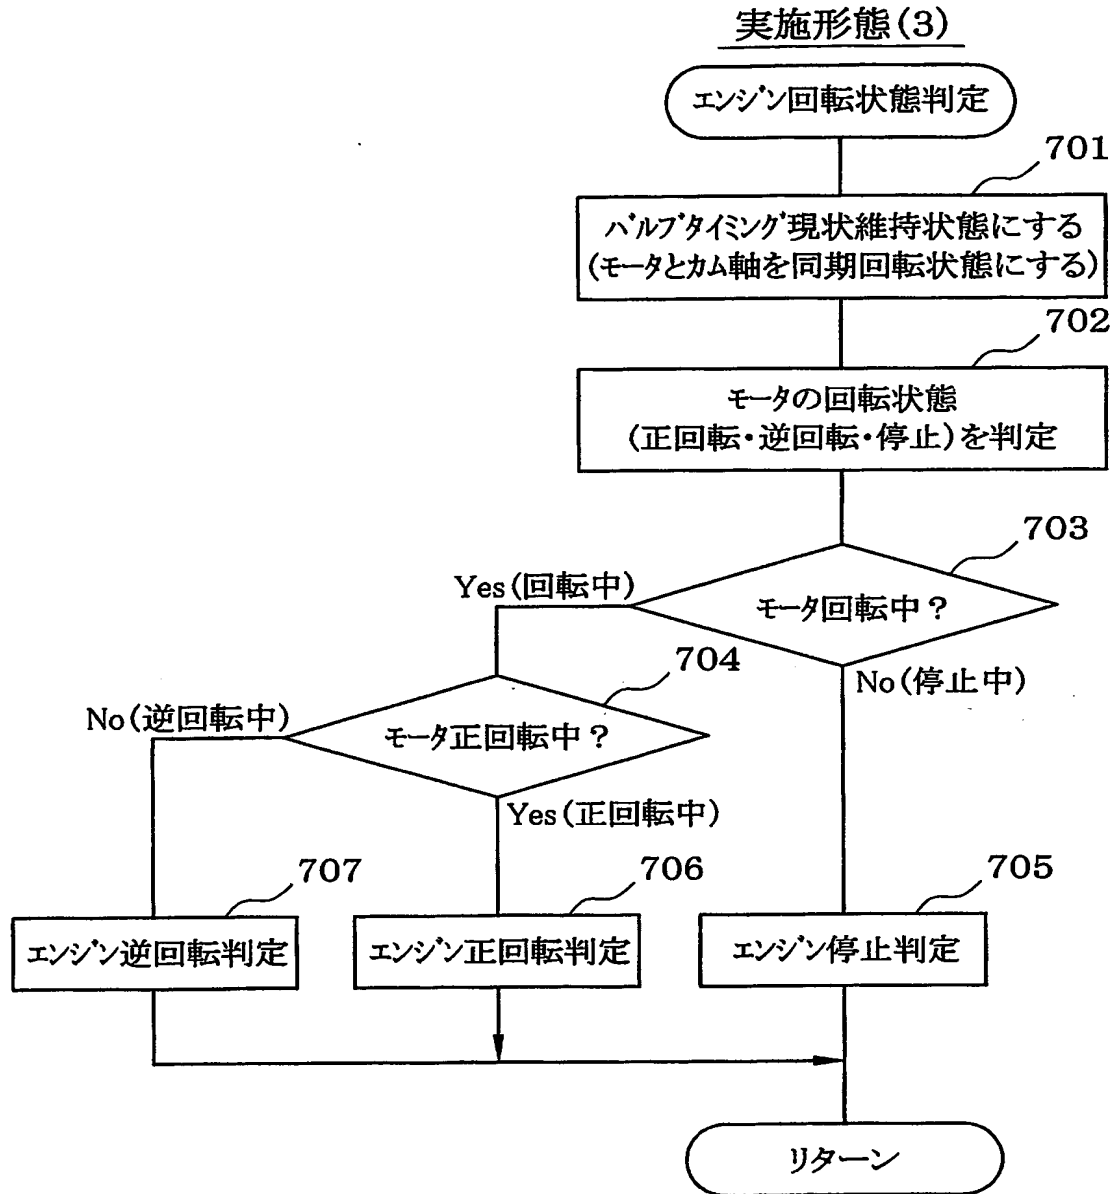 実施形態(3)
エンジン回転状態判定
701
バルブタイミング現状維持状態にする
(モータとカム軸を同期回転状態にする)
702
モータの回転状態
(正回転・逆回転・停止)を判定
703
Yes(回転中)
モータ回転中?
704
No(停止中)
No(逆回転中)
モータ正回転中?
Yes(正回転中)
707
706
705
エンジン逆回転判定
エンジン正回転判定
エンジン停止判定
リターン